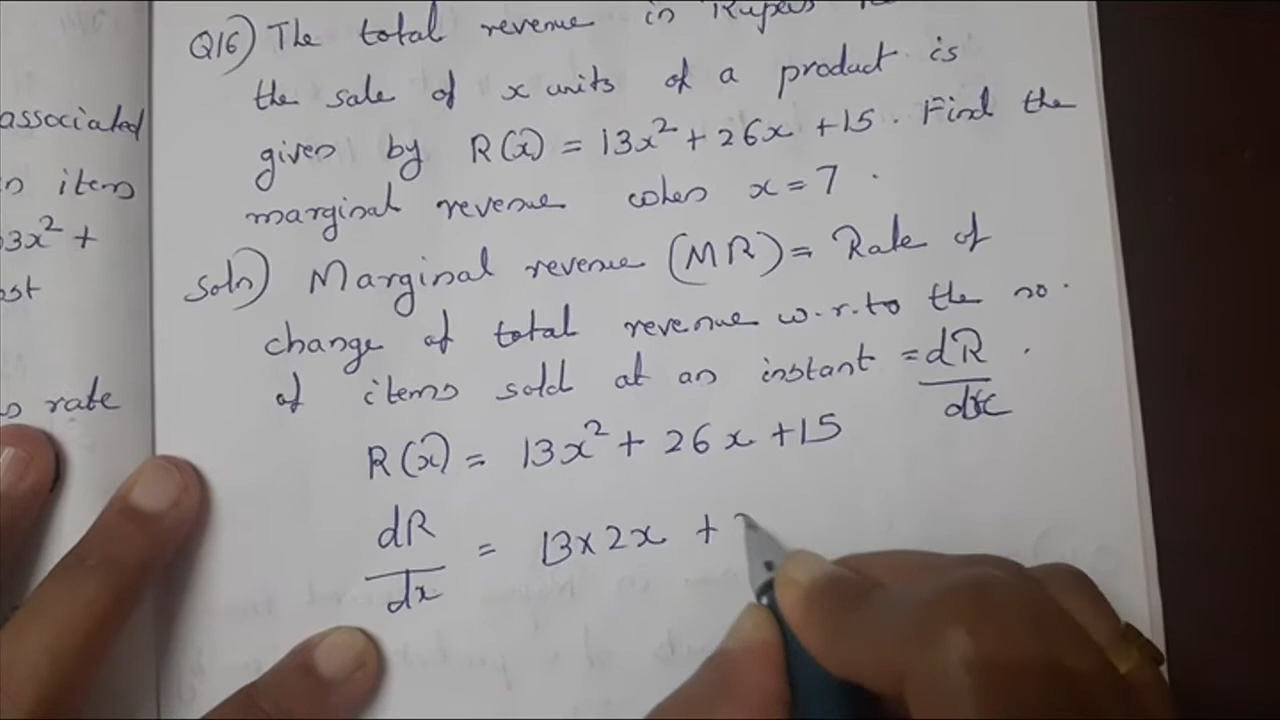 associated
item
3x² +
rate
Q16) The total revenue in Rupees
the sale of x units of a product is
given by R(x) = 13x² + 26x + 15. Find the
marginal revenue when x = 7.
Soln) Marginal revenue (MR) = Rate of
change of total revenue w.r.to the no.
of items sold at an instant = dR/dx.
R(x) = 13x² + 26x + 15
dR/dx = 13 x 2x +